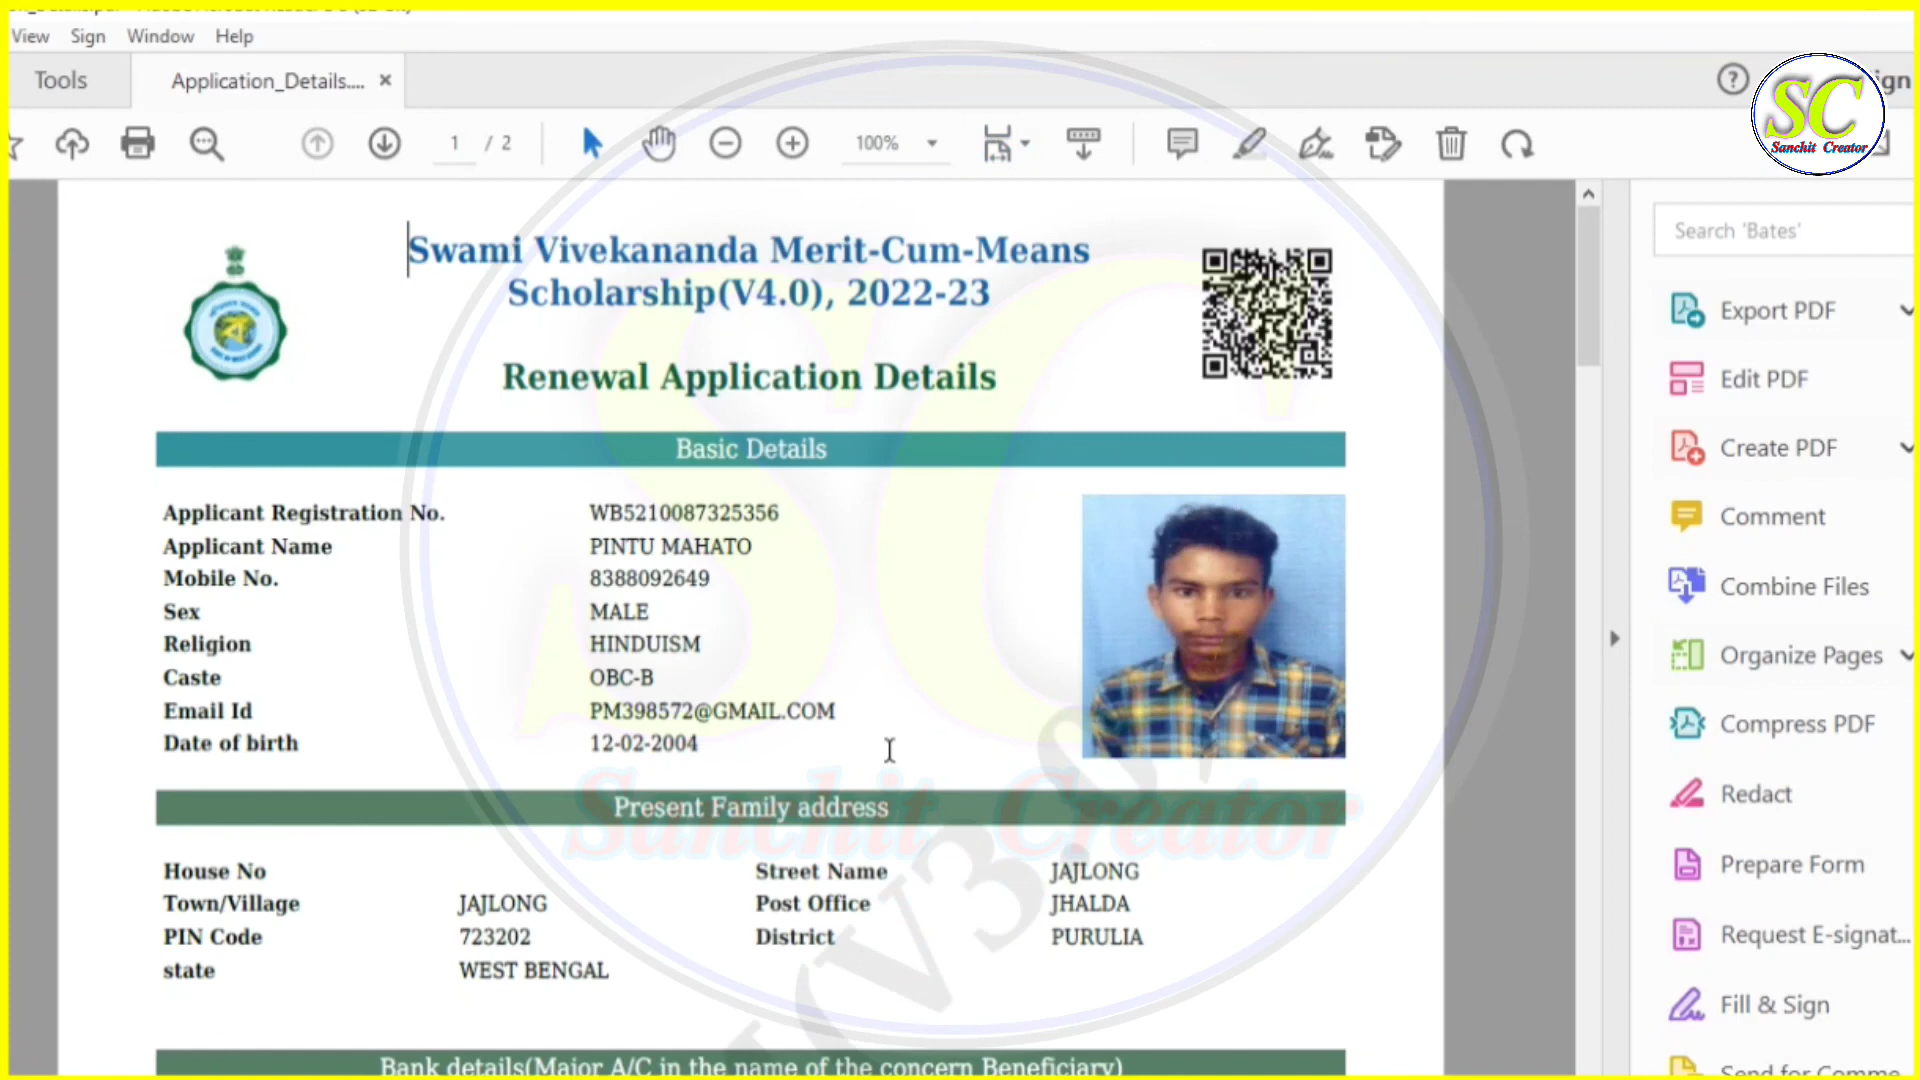 View Sign Window Help
Tools Application_Details.... ×
1 / 2 100%
SC
Sanchit Creator
Search 'Bates'
Export PDF
Edit PDF
Create PDF
Comment
Combine Files
Organize Pages
Compress PDF
Redact
Prepare Form
Request E-signat...
Fill & Sign
Swami Vivekananda Merit-Cum-Means
Scholarship(V4.0), 2022-23
Renewal Application Details
Basic Details
Applicant Registration No. WB5210087325356
Applicant Name PINTU MAHATO
Mobile No. 8388092649
Sex MALE
Religion HINDUISM
Caste OBC-B
Email Id PM398572@GMAIL.COM
Date of birth 12-02-2004
Present Family address
House No Street Name JAJLONG
Town/Village JAJLONG Post Office JHALDA
PIN Code 723202 District PURULIA
state WEST BENGAL
Bank details(Major A/C in the name of the concern Beneficiary)
SC
Sanchit Creator